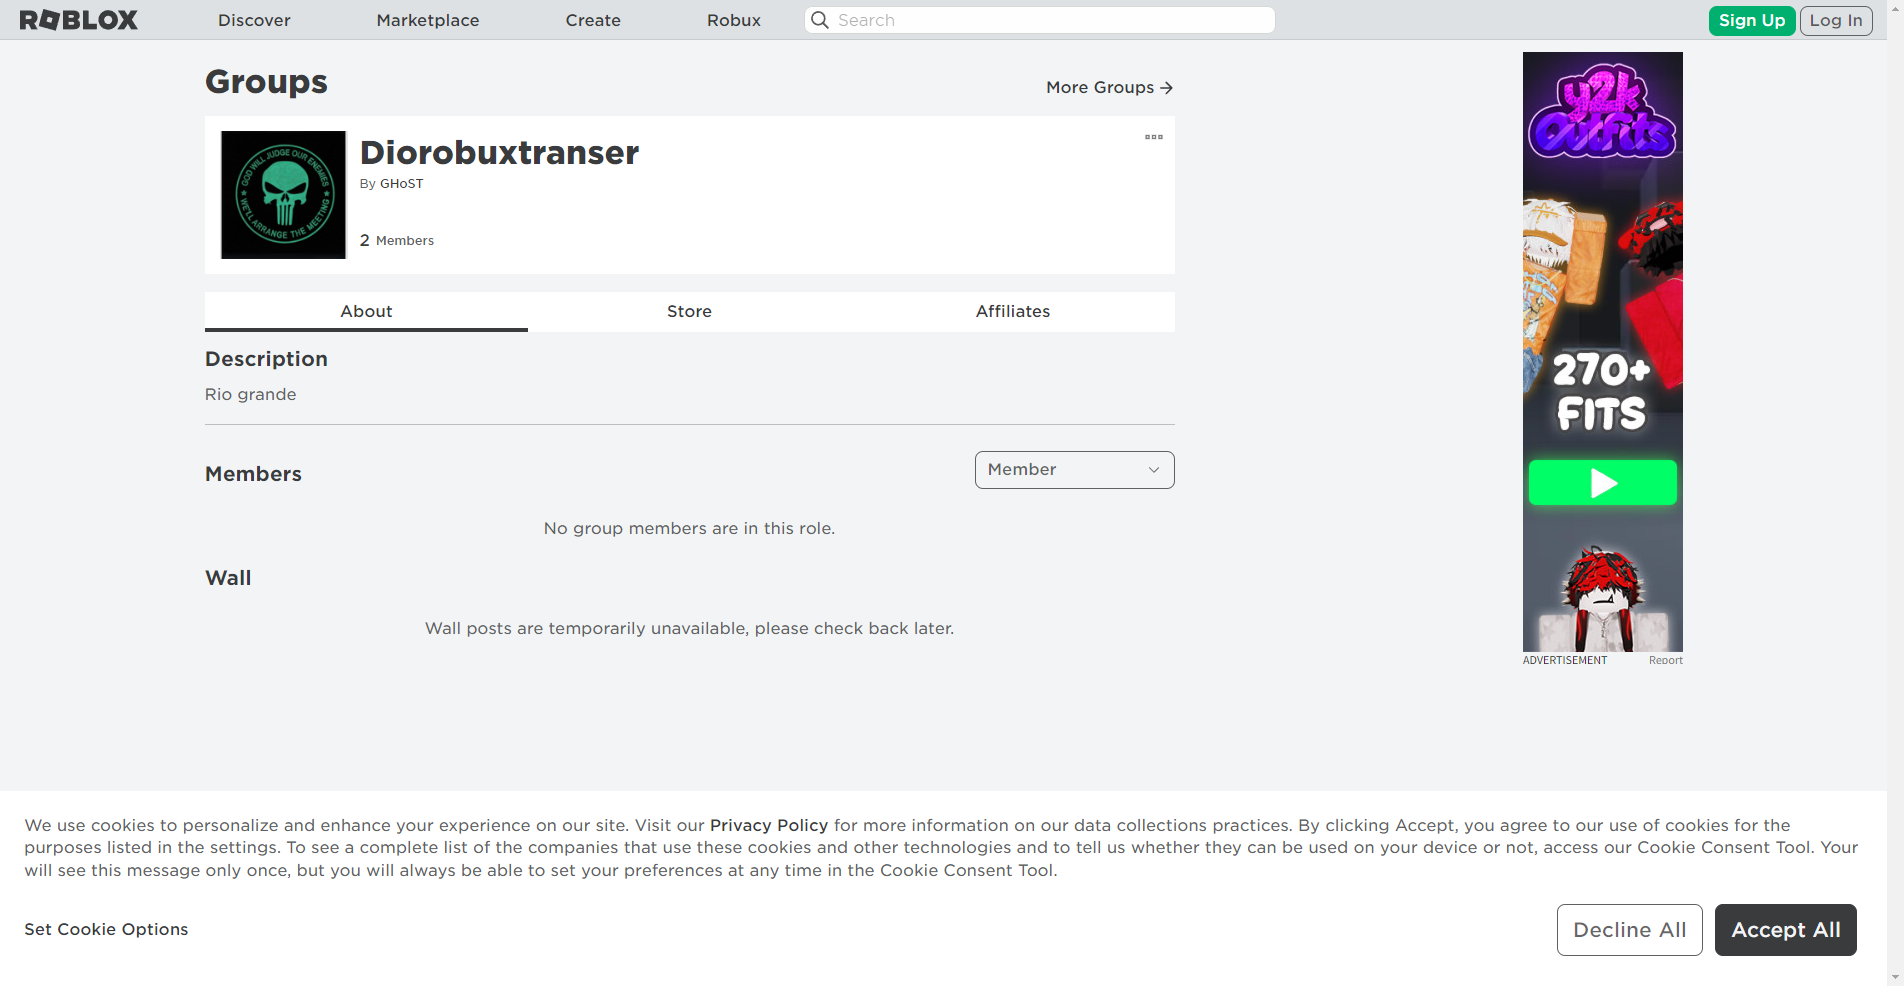 ROBLOX
Discover
Marketplace
Create
Robux
Search
Sign Up
Log In
Groups
More Groups
GOD WILL JUDGE OUR ENEMIES
WE'LL ARRANGE THE MEETING
Diorobuxtranser
By GHoST
2 Members
About
Store
Affiliates
Description
Rio grande
Members
Member
No group members are in this role.
Wall
Wall posts are temporarily unavailable, please check back later.
y2k
Outfits
270+
FITS
ADVERTISEMENT
Report
We use cookies to personalize and enhance your experience on our site. Visit our Privacy Policy for more information on our data collections practices. By clicking Accept, you agree to our use of cookies for the
purposes listed in the settings. To see a complete list of the companies that use these cookies and other technologies and to tell us whether they can be used on your device or not, access our Cookie Consent Tool. Your
will see this message only once, but you will always be able to set your preferences at any time in the Cookie Consent Tool.
Set Cookie Options
Decline All
Accept All